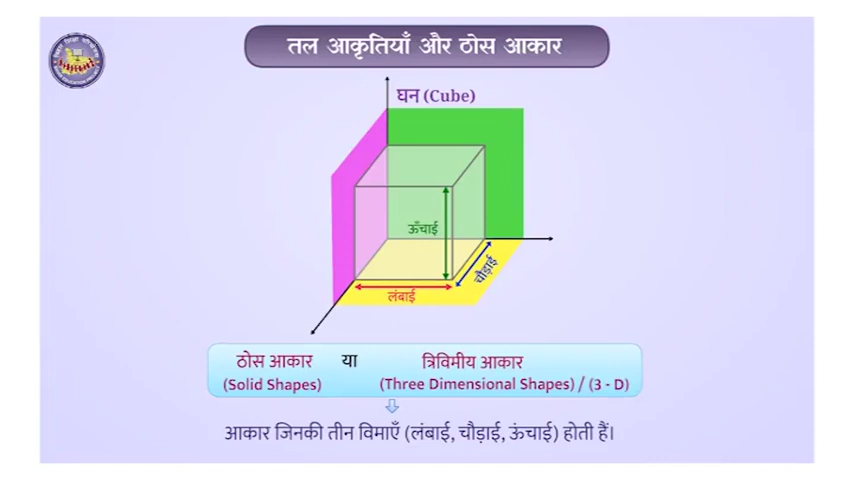 तल आकृतियाँ और ठोस आकार
घन (Cube)
ऊँचाई
चौड़ाई
लंबाई
ठोस आकार या त्रिविमीय आकार
(Solid Shapes) (Three Dimensional Shapes) / (3 - D)
आकार जिनकी तीन विमाएँ (लंबाई, चौड़ाई, ऊंचाई) होती हैं।